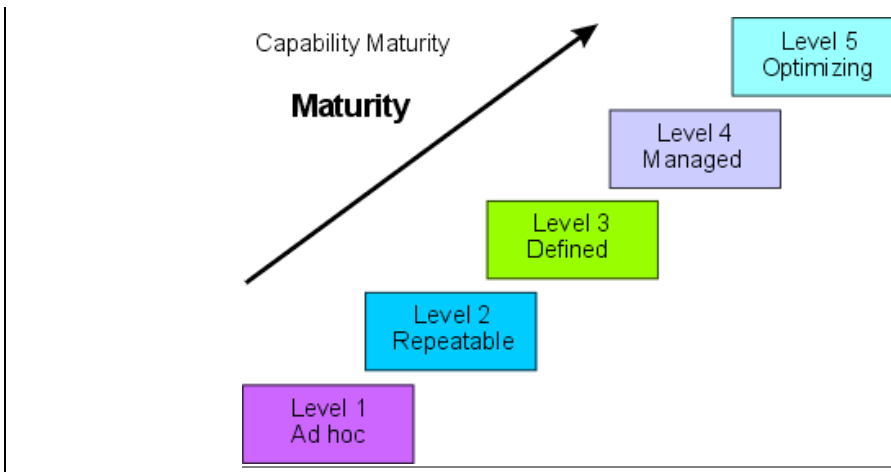 Capability Maturity
Maturity
Level 5
Optimizing
Level 4
Managed
Level 3
Defined
Level 2
Repeatable
Level 1
Ad hoc